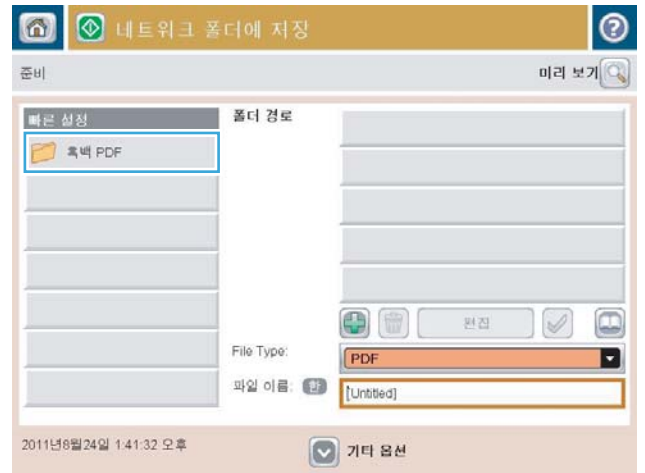 네트워크 폴더에 저장
준비
미리 보기
빠른 설정
폴더 경로
흑백 PDF
편집
File Type:
PDF
파일 이름: 한
[Untitled]
2011년8월24일 1:41:32 오후
기타 옵션